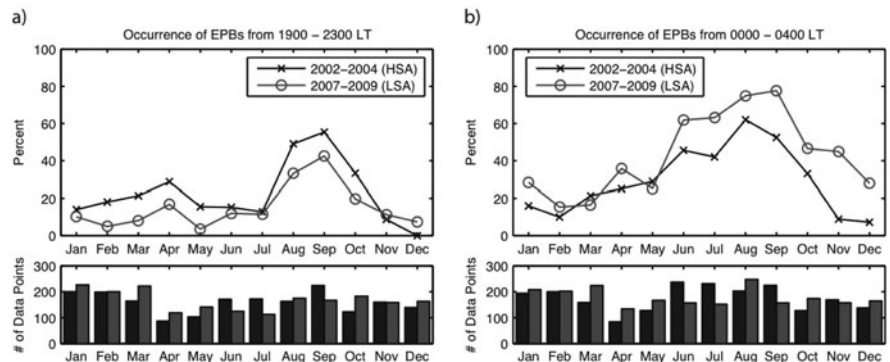 a)
Occurrence of EPBs from 1900 – 2300 LT
2002–2004 (HSA)
2007–2009 (LSA)
Percent
100
80
60
40
20
0
Jan Feb Mar Apr May Jun Jul Aug Sep Oct Nov Dec
# of Data Points
300
200
100
0
Jan Feb Mar Apr May Jun Jul Aug Sep Oct Nov Dec
b)
Occurrence of EPBs from 0000 – 0400 LT
2002–2004 (HSA)
2007–2009 (LSA)
Percent
100
80
60
40
20
0
Jan Feb Mar Apr May Jun Jul Aug Sep Oct Nov Dec
# of Data Points
300
200
100
0
Jan Feb Mar Apr May Jun Jul Aug Sep Oct Nov Dec